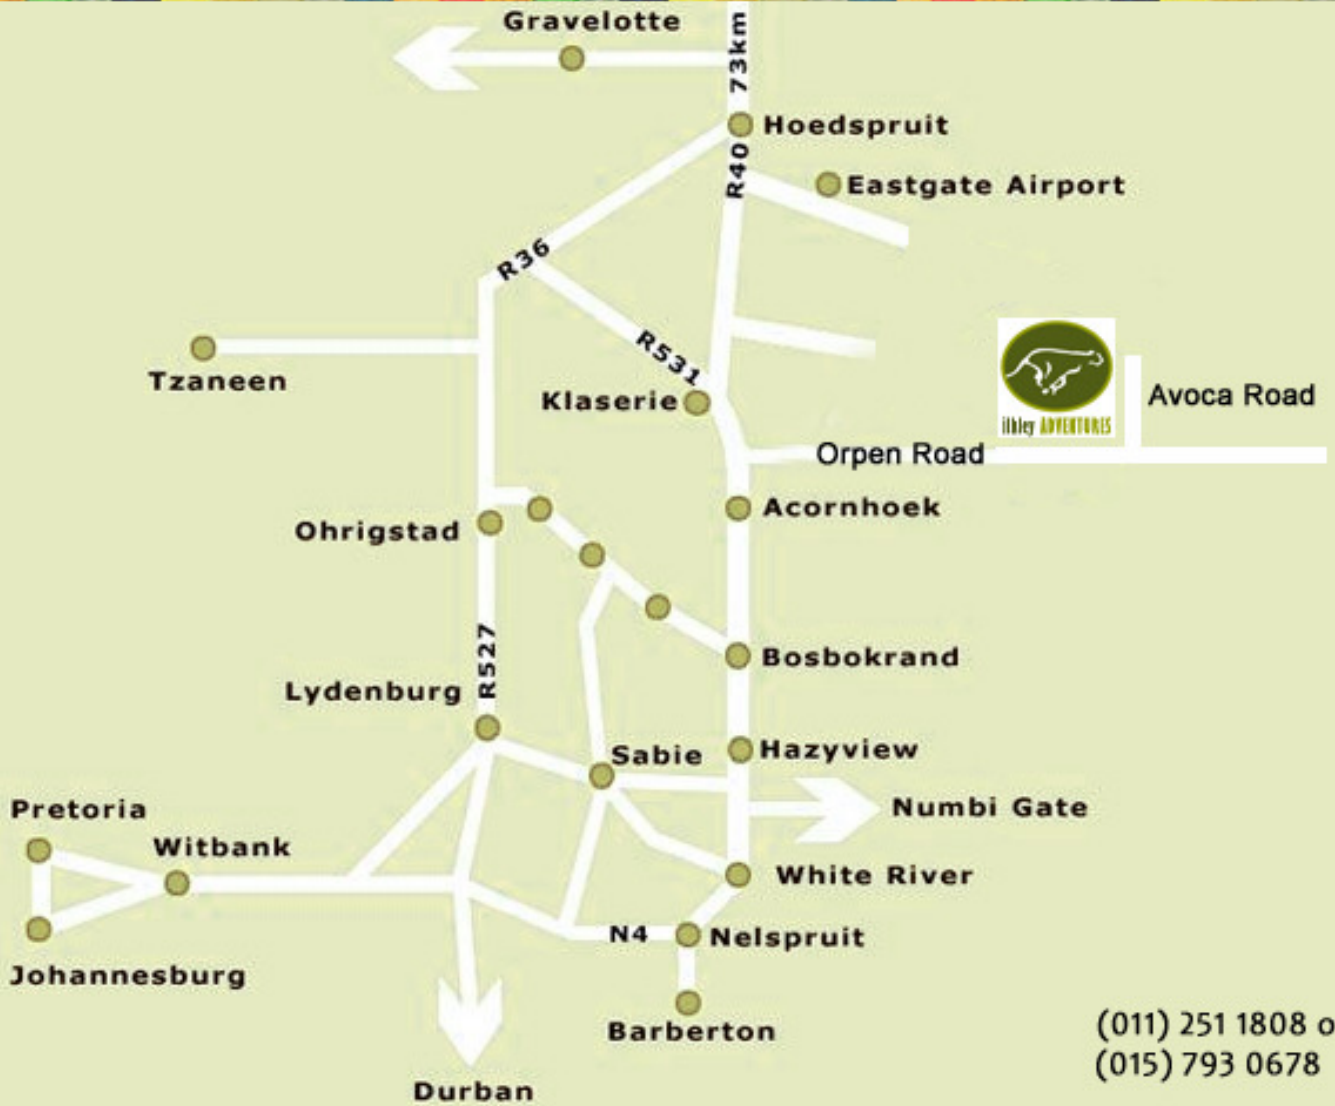 Gravelotte
73km
Hoedspruit
R40
Eastgate Airport
R36
R531
Tzaneen
Klaserie
ilhley ADVENTURES
Avoca Road
Orpen Road
Acornhoek
Ohrigstad
R527
Bosbokrand
Lydenburg
Sabie
Hazyview
Numbi Gate
Pretoria
Witbank
White River
N4
Nelspruit
Johannesburg
Barberton
(011) 251 1808 o
(015) 793 0678
Durban